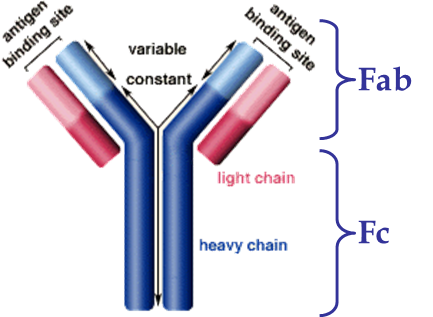 antigen
binding site
variable
constant
antigen
binding site
Fab
light chain
Fc
heavy chain